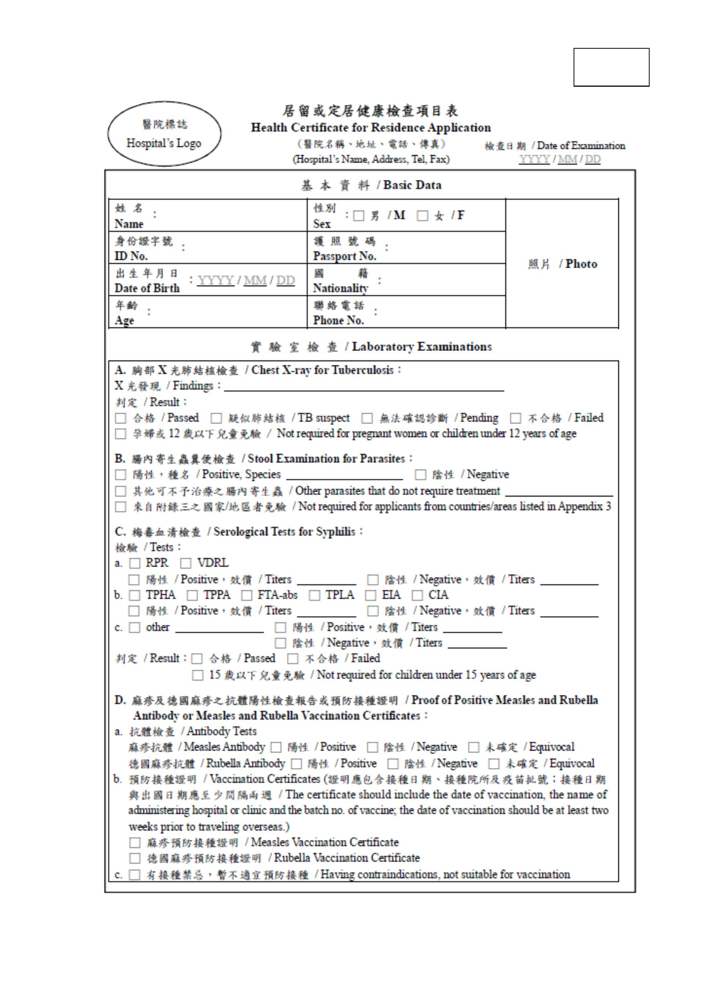 醫院標誌
Hospital's Logo
居留或定居健康檢查項目表
Health Certificate for Residence Application
（醫院名稱、地址、電話、傳真）
(Hospital's Name, Address, Tel, Fax)
檢查日期 / Date of Examination
YYYY / MM / DD
基 本 資 料 / Basic Data
姓 名 :
Name
性別 : □ 男 / M □ 女 / F
Sex
身份證字號 :
ID No.
護 照 號 碼 :
Passport No.
出生年月日 : YYYY / MM / DD
Date of Birth
國 籍 :
Nationality
年齡 :
Age
聯絡電話 :
Phone No.
照片 / Photo
實 驗 室 檢 查 / Laboratory Examinations
A. 胸部 X 光肺結核檢查 / Chest X-ray for Tuberculosis：
X 光發現 / Findings：
判定 / Result：
□ 合格 / Passed □ 疑似肺結核 / TB suspect □ 無法確認診斷 / Pending □ 不合格 / Failed
□ 孕婦或 12 歲以下兒童免驗 / Not required for pregnant women or children under 12 years of age
B. 腸內寄生蟲糞便檢查 / Stool Examination for Parasites：
□ 陽性，種名 / Positive, Species □ 陰性 / Negative
□ 其他可不予治療之腸內寄生蟲 / Other parasites that do not require treatment
□ 來自附錄三之國家/地區者免驗 / Not required for applicants from countries/areas listed in Appendix 3
C. 梅毒血清檢查 / Serological Tests for Syphilis：
檢驗 / Tests：
a. □ RPR □ VDRL
□ 陽性 / Positive，效價 / Titers □ 陰性 / Negative，效價 / Titers
b. □ TPHA □ TPPA □ FTA-abs □ TPLA □ EIA □ CIA
□ 陽性 / Positive，效價 / Titers □ 陰性 / Negative，效價 / Titers
c. □ other □ 陽性 / Positive，效價 / Titers
□ 陰性 / Negative，效價 / Titers
判定 / Result：□ 合格 / Passed □ 不合格 / Failed
□ 15 歲以下兒童免驗 / Not required for children under 15 years of age
D. 麻疹及德國麻疹之抗體陽性檢查報告或預防接種證明 / Proof of Positive Measles and Rubella
Antibody or Measles and Rubella Vaccination Certificates：
a. 抗體檢查 / Antibody Tests
麻疹抗體 / Measles Antibody □ 陽性 / Positive □ 陰性 / Negative □ 未確定 / Equivocal
德國麻疹抗體 / Rubella Antibody □ 陽性 / Positive □ 陰性 / Negative □ 未確定 / Equivocal
b. 預防接種證明 / Vaccination Certificates (證明應包含接種日期、接種院所及疫苗批號；接種日期
與出國日期應至少間隔兩週 / The certificate should include the date of vaccination, the name of
administering hospital or clinic and the batch no. of vaccine; the date of vaccination should be at least two
weeks prior to traveling overseas.)
□ 麻疹預防接種證明 / Measles Vaccination Certificate
□ 德國麻疹預防接種證明 / Rubella Vaccination Certificate
c. □ 有接種禁忌，暫不適宜預防接種 / Having contraindications, not suitable for vaccination